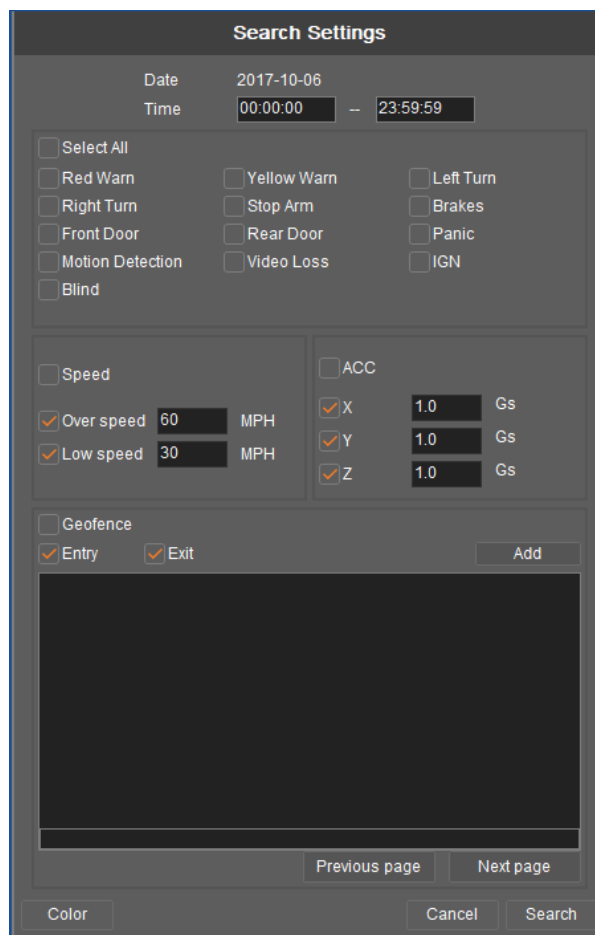 Search Settings
Date 2017-10-06
Time 00:00:00 -- 23:59:59
Select All
Red Warn Yellow Warn Left Turn
Right Turn Stop Arm Brakes
Front Door Rear Door Panic
Motion Detection Video Loss IGN
Blind
Speed
Over speed 60 MPH
Low speed 30 MPH
ACC
X 1.0 Gs
Y 1.0 Gs
Z 1.0 Gs
Geofence
Entry Exit Add
Previous page Next page
Color Cancel Search